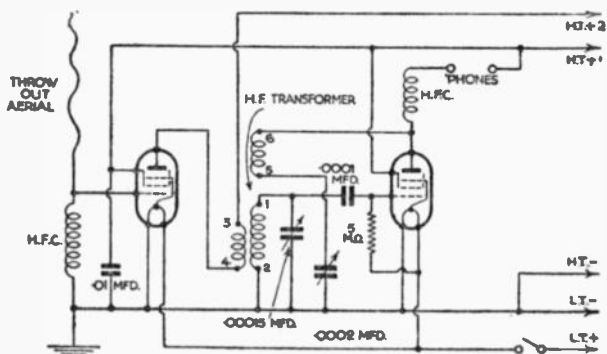 H.T.+2
H.T.+1
THROW
OUT
AERIAL
H.F. TRANSFORMER
PHONES
H.F.C.
6
5
·0001
MFD.
1
3
4
2
5
MΩ
H.F.C.
·01 MFD.
·00015 MFD.
·0002 MFD.
H.T.-
L.T.-
L.T.+